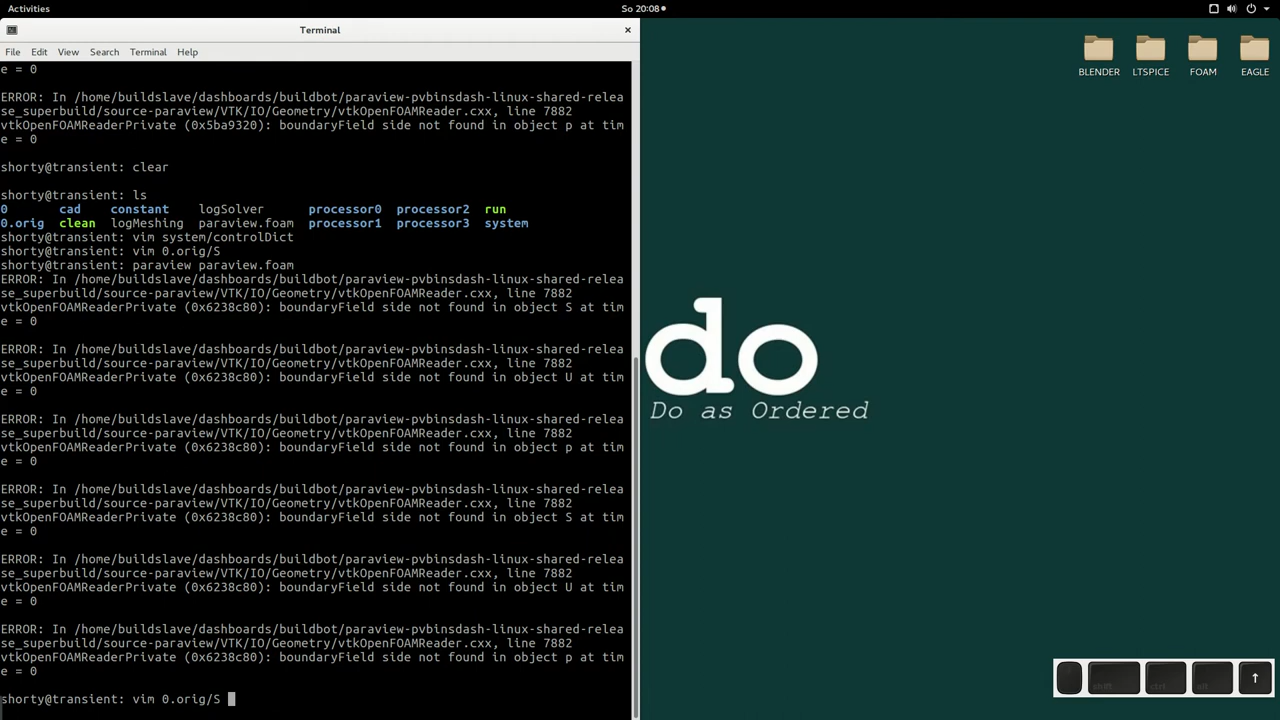 Activities
So 20:08
Terminal
File Edit View Search Terminal Help
e = 0
ERROR: In /home/buildslave/dashboards/buildbot/paraview-pvbinsdash-linux-shared-relea
se_superbuild/source-paraview/VTK/IO/Geometry/vtkOpenFOAMReader.cxx, line 7882
vtkOpenFOAMReaderPrivate (0x5ba9320): boundaryField side not found in object p at tim
e = 0
shorty@transient: clear
shorty@transient: ls
0 cad constant logSolver processor0 processor2 run
0.orig clean logMeshing paraview.foam processor1 processor3 system
shorty@transient: vim system/controlDict
shorty@transient: vim 0.orig/S
shorty@transient: paraview paraview.foam
ERROR: In /home/buildslave/dashboards/buildbot/paraview-pvbinsdash-linux-shared-relea
se_superbuild/source-paraview/VTK/IO/Geometry/vtkOpenFOAMReader.cxx, line 7882
vtkOpenFOAMReaderPrivate (0x6238c80): boundaryField side not found in object S at tim
e = 0
ERROR: In /home/buildslave/dashboards/buildbot/paraview-pvbinsdash-linux-shared-relea
se_superbuild/source-paraview/VTK/IO/Geometry/vtkOpenFOAMReader.cxx, line 7882
vtkOpenFOAMReaderPrivate (0x6238c80): boundaryField side not found in object U at tim
e = 0
ERROR: In /home/buildslave/dashboards/buildbot/paraview-pvbinsdash-linux-shared-relea
se_superbuild/source-paraview/VTK/IO/Geometry/vtkOpenFOAMReader.cxx, line 7882
vtkOpenFOAMReaderPrivate (0x6238c80): boundaryField side not found in object p at tim
e = 0
ERROR: In /home/buildslave/dashboards/buildbot/paraview-pvbinsdash-linux-shared-relea
se_superbuild/source-paraview/VTK/IO/Geometry/vtkOpenFOAMReader.cxx, line 7882
vtkOpenFOAMReaderPrivate (0x6238c80): boundaryField side not found in object S at tim
e = 0
ERROR: In /home/buildslave/dashboards/buildbot/paraview-pvbinsdash-linux-shared-relea
se_superbuild/source-paraview/VTK/IO/Geometry/vtkOpenFOAMReader.cxx, line 7882
vtkOpenFOAMReaderPrivate (0x6238c80): boundaryField side not found in object U at tim
e = 0
ERROR: In /home/buildslave/dashboards/buildbot/paraview-pvbinsdash-linux-shared-relea
se_superbuild/source-paraview/VTK/IO/Geometry/vtkOpenFOAMReader.cxx, line 7882
vtkOpenFOAMReaderPrivate (0x6238c80): boundaryField side not found in object p at tim
e = 0
shorty@transient: vim 0.orig/S
BLENDER LTSPICE FOAM EAGLE
do
Do as Ordered
shift ctrl alt ↑